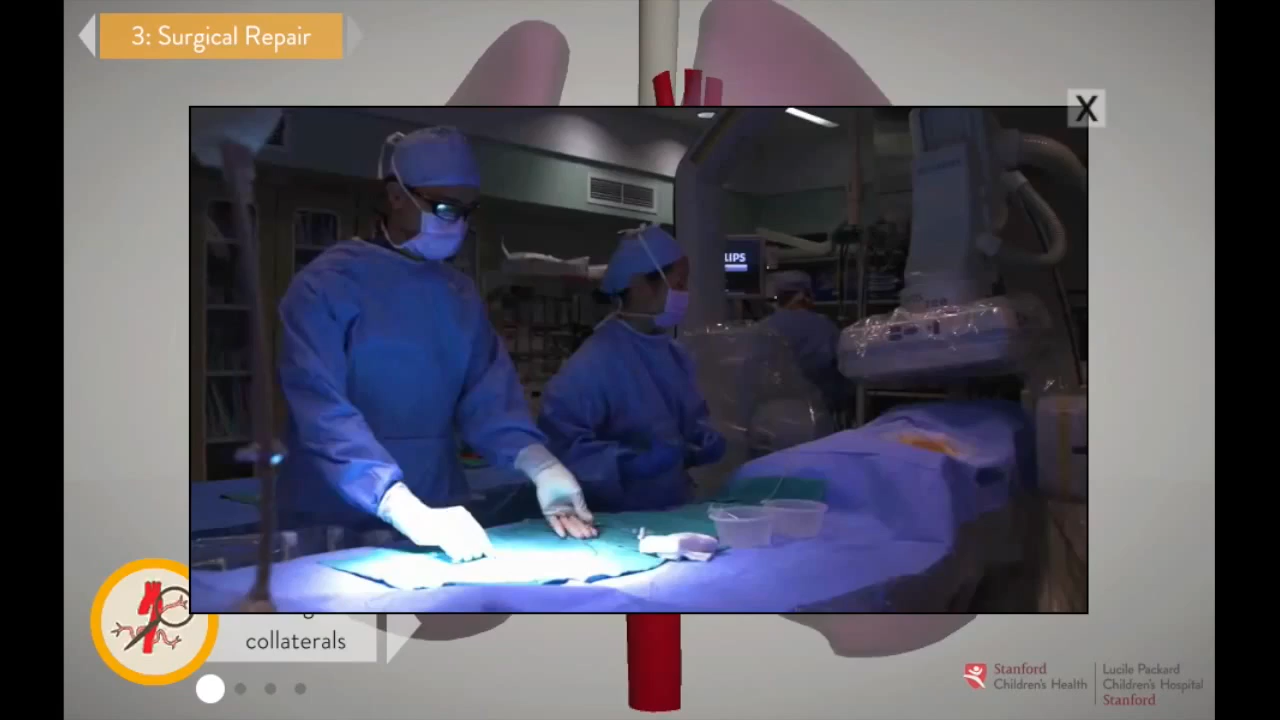 3: Surgical Repair
X
LIPS
collaterals
Stanford
Children's Health
Lucile Packard
Children's Hospital
Stanford